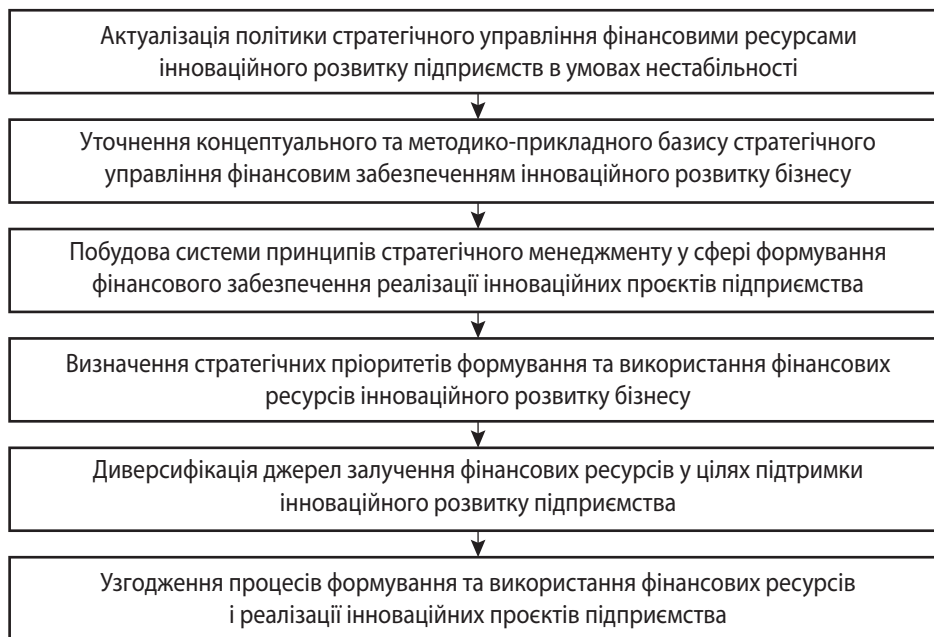 Актуалізація політики стратегічного управління фінансовими ресурсами
інноваційного розвитку підприємств в умовах нестабільності
Уточнення концептуального та методико-прикладного базису стратегічного
управління фінансовим забезпеченням інноваційного розвитку бізнесу
Побудова системи принципів стратегічного менеджменту у сфері формування
фінансового забезпечення реалізації інноваційних проєктів підприємства
Визначення стратегічних пріоритетів формування та використання фінансових
ресурсів інноваційного розвитку бізнесу
Диверсифікація джерел залучення фінансових ресурсів у цілях підтримки
інноваційного розвитку підприємства
Узгодження процесів формування та використання фінансових ресурсів
і реалізації інноваційних проєктів підприємства